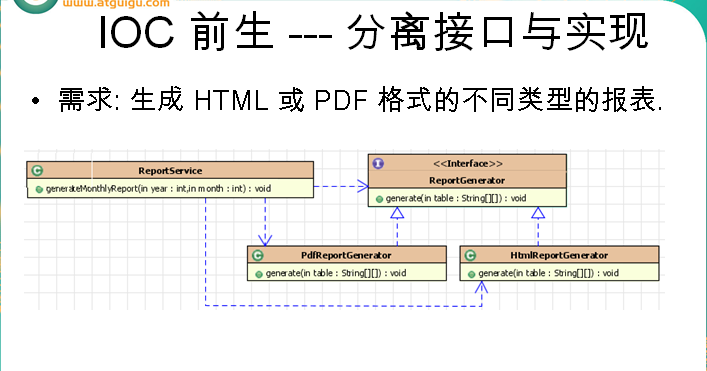 www.atguigu.com
IOC 前生 --- 分离接口与实现
• 需求: 生成 HTML 或 PDF 格式的不同类型的报表.
C ReportService
generateMonthlyReport(in year : int,in month : int) : void
I <<Interface>>
ReportGenerator
generate(in table : String[][]) : void
C PdfReportGenerator
generate(in table : String[][]) : void
C HtmlReportGenerator
generate(in table : String[][]) : void